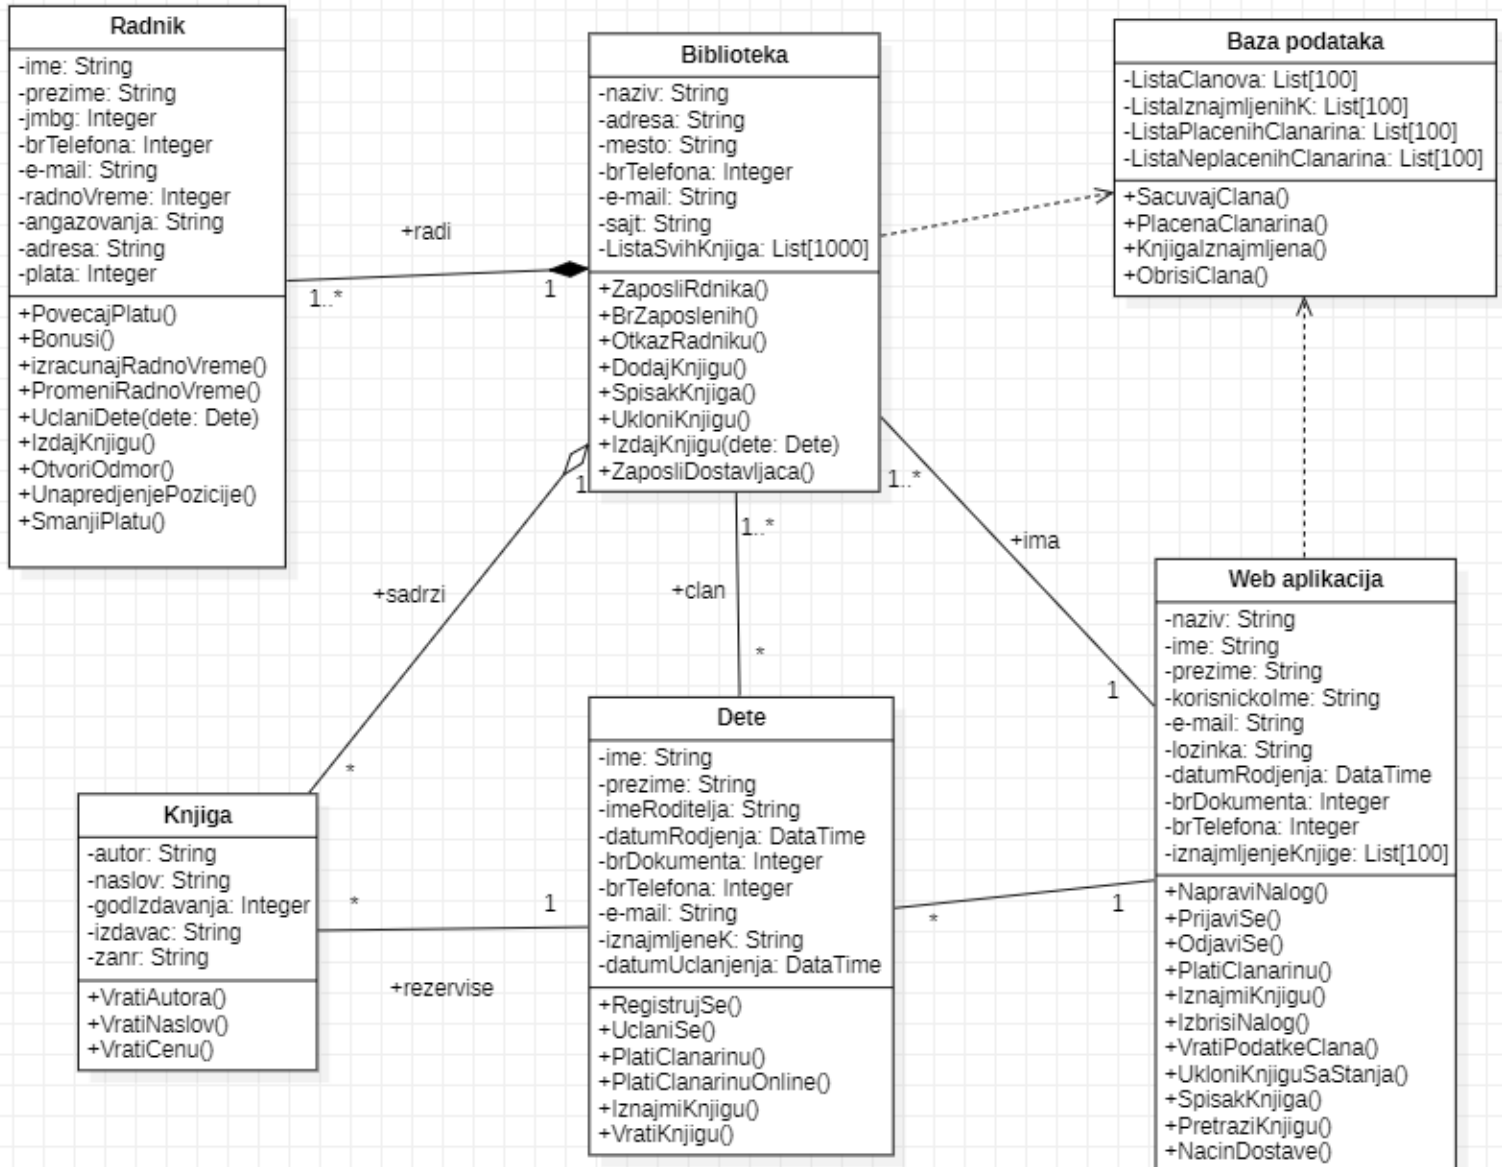 Radnik
-ime: String
-prezime: String
-jmbg: Integer
-brTelefona: Integer
-e-mail: String
-radnoVreme: Integer
-angazovanja: String
-adresa: String
-plata: Integer
+PovecajPlatu()
+Bonusi()
+izracunajRadnoVreme()
+PromeniRadnoVreme()
+UclaniDete(dete: Dete)
+IzdajKnjigu()
+OtvoriOdmor()
+UnapredjenjePozicije()
+SmanjiPlatu()
+radi
1..*
1
Biblioteka
-naziv: String
-adresa: String
-mesto: String
-brTelefona: Integer
-e-mail: String
-sajt: String
-ListaSvihKnjiga: List[1000]
+ZaposliRdnika()
+BrZaposlenih()
+OtkazRadniku()
+DodajKnjigu()
+SpisakKnjiga()
+UkloniKnjigu()
+IzdajKnjigu(dete: Dete)
+ZaposliDostavljaca()
Baza podataka
-ListaClanova: List[100]
-ListaIznajmljenihK: List[100]
-ListaPlacenihClanarina: List[100]
-ListaNeplacenihClanarina: List[100]
+SacuvajClana()
+PlacenaClanarina()
+KnjigaIznajmljena()
+ObrisiClana()
1
+sadrzi
*
1..*
+clan
*
1..*
+ima
1
Knjiga
-autor: String
-naslov: String
-godIzdavanja: Integer
-izdavac: String
-zanr: String
+VratiAutora()
+VratiNaslov()
+VratiCenu()
*
1
+rezervise
Dete
-ime: String
-prezime: String
-imeRoditelja: String
-datumRodjenja: DataTime
-brDokumenta: Integer
-brTelefona: Integer
-e-mail: String
-iznajmljeneK: String
-datumUclanjenja: DataTime
+RegistrujSe()
+UclaniSe()
+PlatiClanarinu()
+PlatiClanarinuOnline()
+IznajmiKnjigu()
+VratiKnjigu()
*
1
Web aplikacija
-naziv: String
-ime: String
-prezime: String
-korisnickoIme: String
-e-mail: String
-lozinka: String
-datumRodjenja: DataTime
-brDokumenta: Integer
-brTelefona: Integer
-iznajmljenjeKnjige: List[100]
+NapraviNalog()
+PrijaviSe()
+OdjaviSe()
+PlatiClanarinu()
+IznajmiKnjigu()
+IzbrisiNalog()
+VratiPodatkeClana()
+UkloniKnjiguSaStanja()
+SpisakKnjiga()
+PretraziKnjigu()
+NacinDostave()